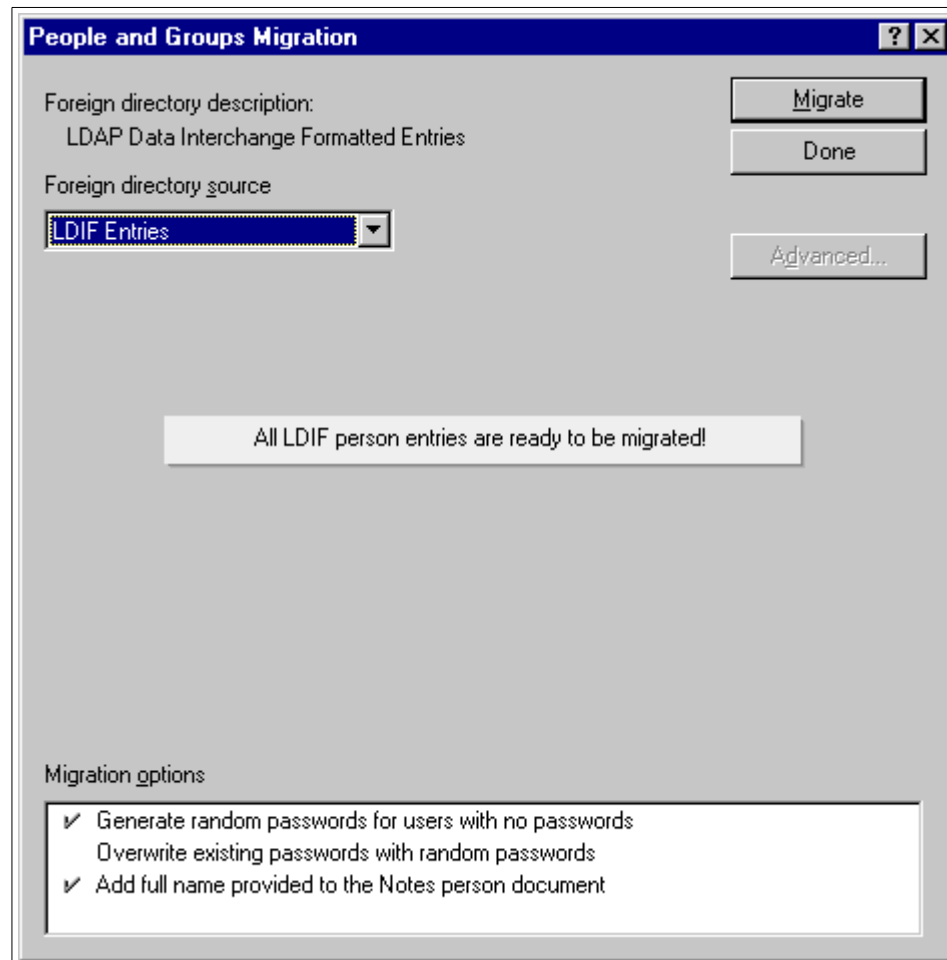 People and Groups Migration
Foreign directory description:
LDAP Data Interchange Formatted Entries
Foreign directory source
LDIF Entries
Migrate
Done
Advanced...
All LDIF person entries are ready to be migrated!
Migration options
Generate random passwords for users with no passwords
Overwrite existing passwords with random passwords
Add full name provided to the Notes person document